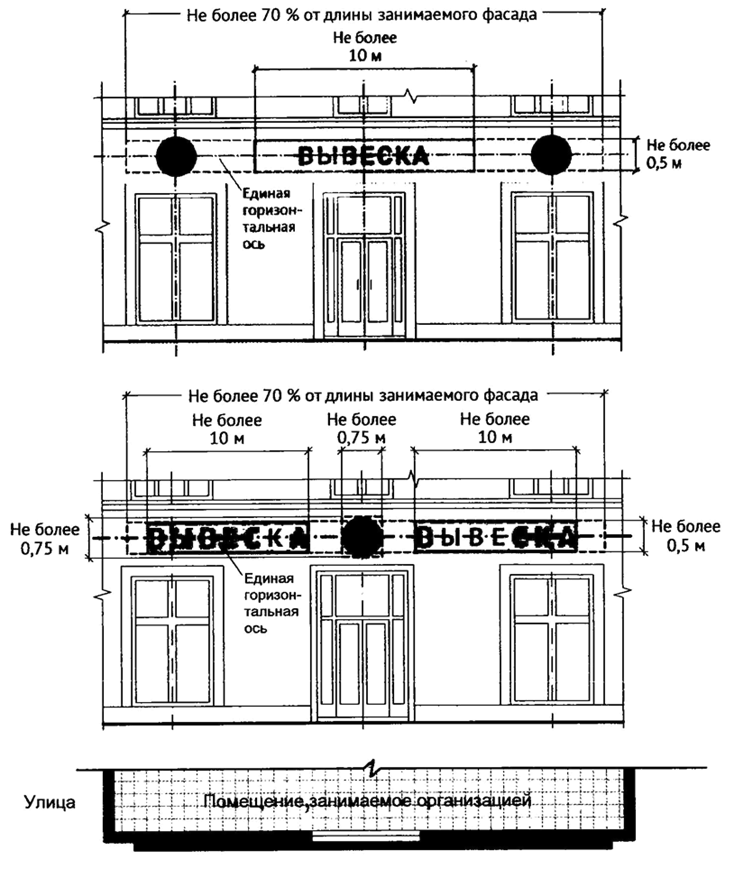 Не более 70 % от длины занимаемого фасада
Не более
10 м
ВЫВЕСКА
Не более
0,5 м
Единая
горизон-
тальная
ось
Не более 70 % от длины занимаемого фасада
Не более
10 м
Не более
0,75 м
Не более
10 м
Не более
0,75 м
ВЫВЕСКА
ВЫВЕСКА
Не более
0,5 м
Единая
горизон-
тальная
ось
Улица
Помещение,занимаемое организацией